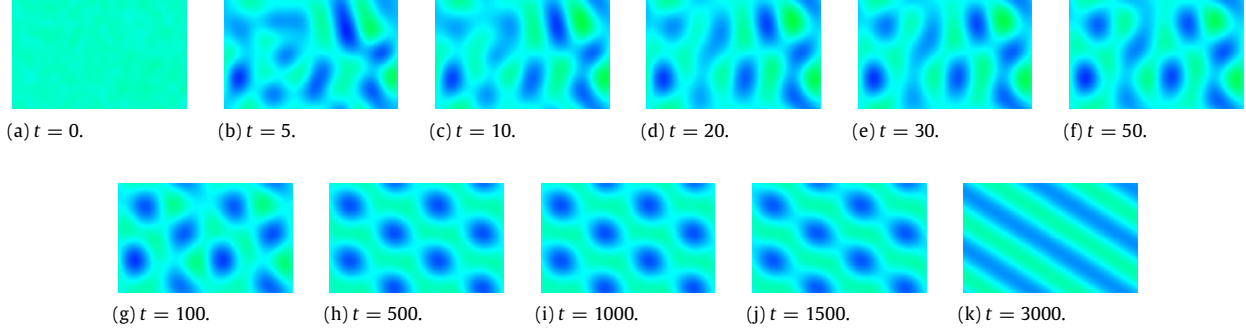 (a) t = 0. (b) t = 5. (c) t = 10. (d) t = 20. (e) t = 30. (f) t = 50.
(g) t = 100. (h) t = 500. (i) t = 1000. (j) t = 1500. (k) t = 3000.